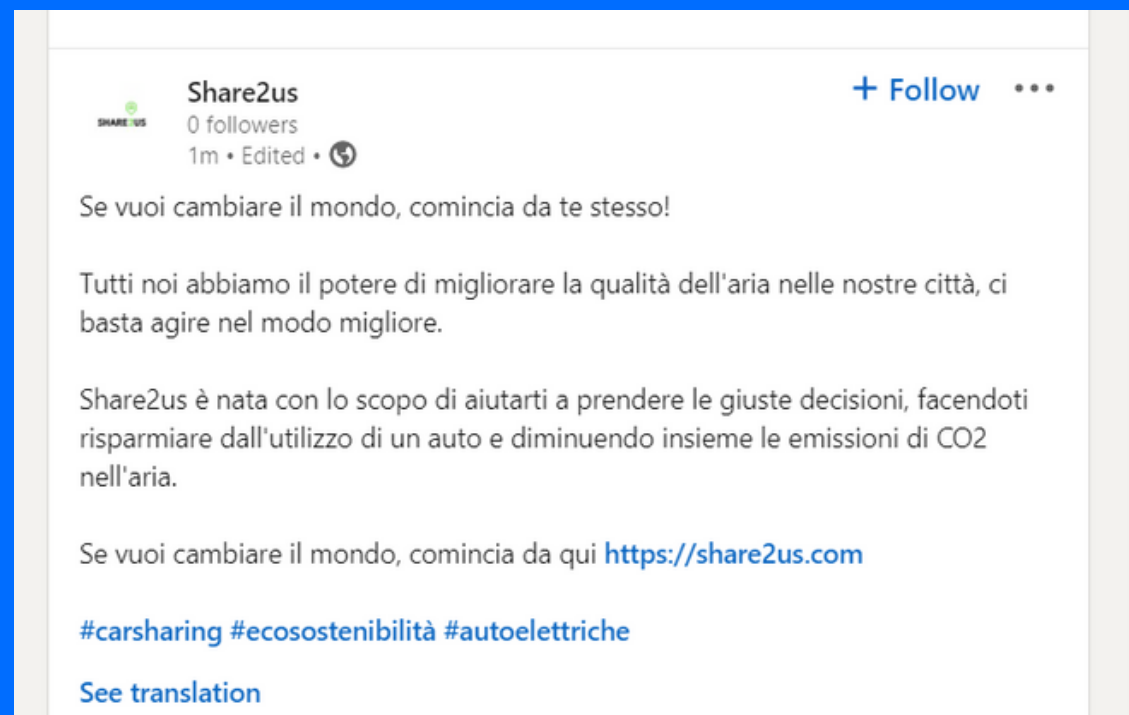 Share2us
+ Follow
SHARE2US
0 followers
1m • Edited •
Se vuoi cambiare il mondo, comincia da te stesso!
Tutti noi abbiamo il potere di migliorare la qualità dell'aria nelle nostre città, ci
basta agire nel modo migliore.
Share2us è nata con lo scopo di aiutarti a prendere le giuste decisioni, facendoti
risparmiare dall'utilizzo di un auto e diminuendo insieme le emissioni di CO2
nell'aria.
Se vuoi cambiare il mondo, comincia da qui https://share2us.com
#carsharing #ecosostenibilità #autoelettriche
See translation